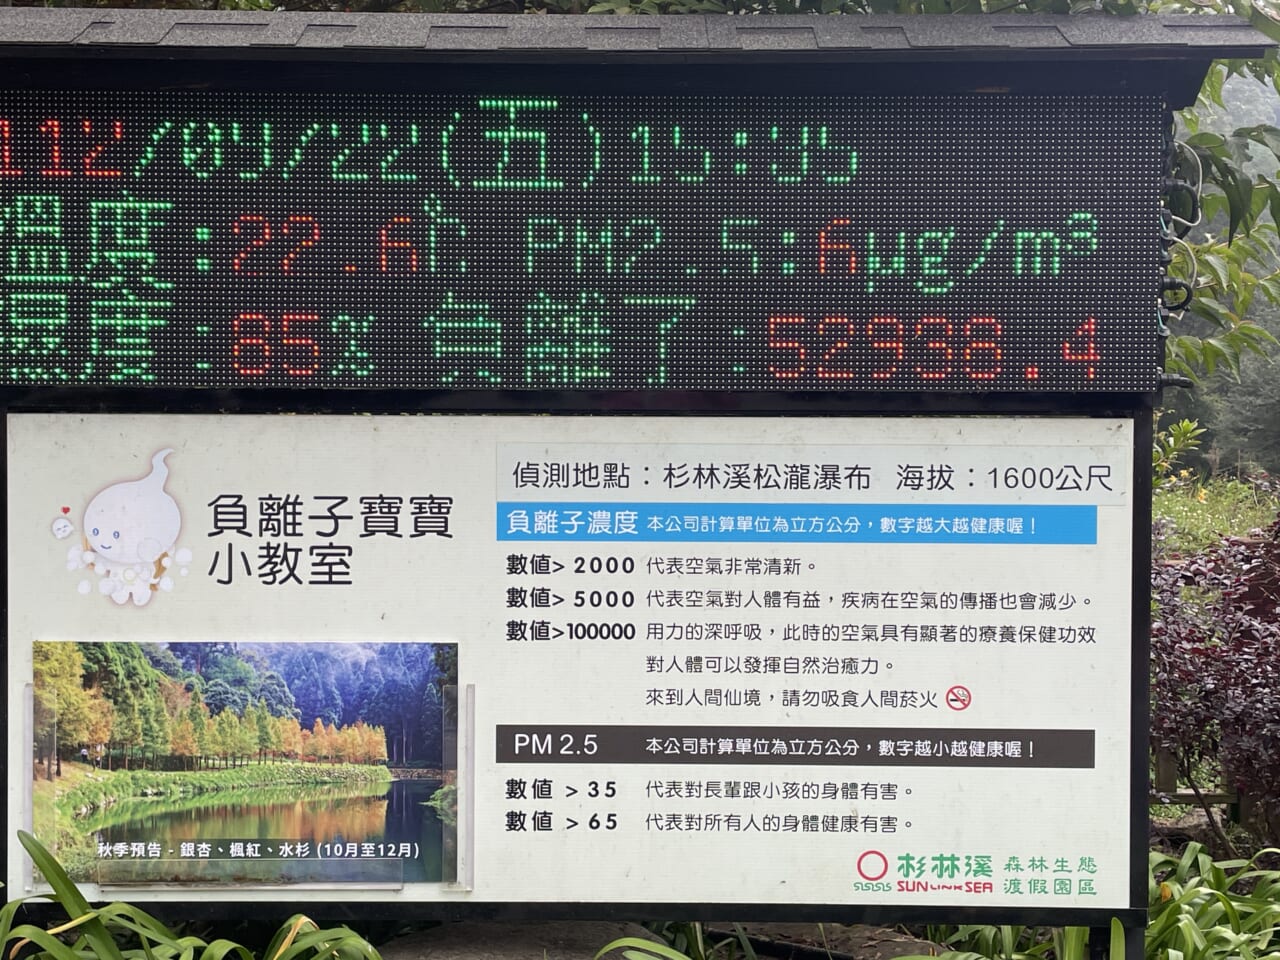 112/09/22(五)15:35
溫度:22.6℃ PM2.5:6μg/m³
濕度:85% 負離子:52938.4
負離子寶寶
小教室
偵測地點：杉林溪松瀧瀑布 海拔：1600公尺
負離子濃度 本公司計算單位為立方公分，數字越大越健康喔！
數值> 2000 代表空氣非常清新。
數值> 5000 代表空氣對人體有益，疾病在空氣的傳播也會減少。
數值>100000 用力的深呼吸，此時的空氣具有顯著的療養保健功效
對人體可以發揮自然治癒力。
來到人間仙境，請勿吸食人間菸火
PM 2.5 本公司計算單位為立方公分，數字越小越健康喔！
數值 > 35 代表對長輩跟小孩的身體有害。
數值 > 65 代表對所有人的身體健康有害。
秋季預告 - 銀杏、楓紅、水杉 (10月至12月)
杉林溪 森林生態
SUN LINK SEA 渡假園區